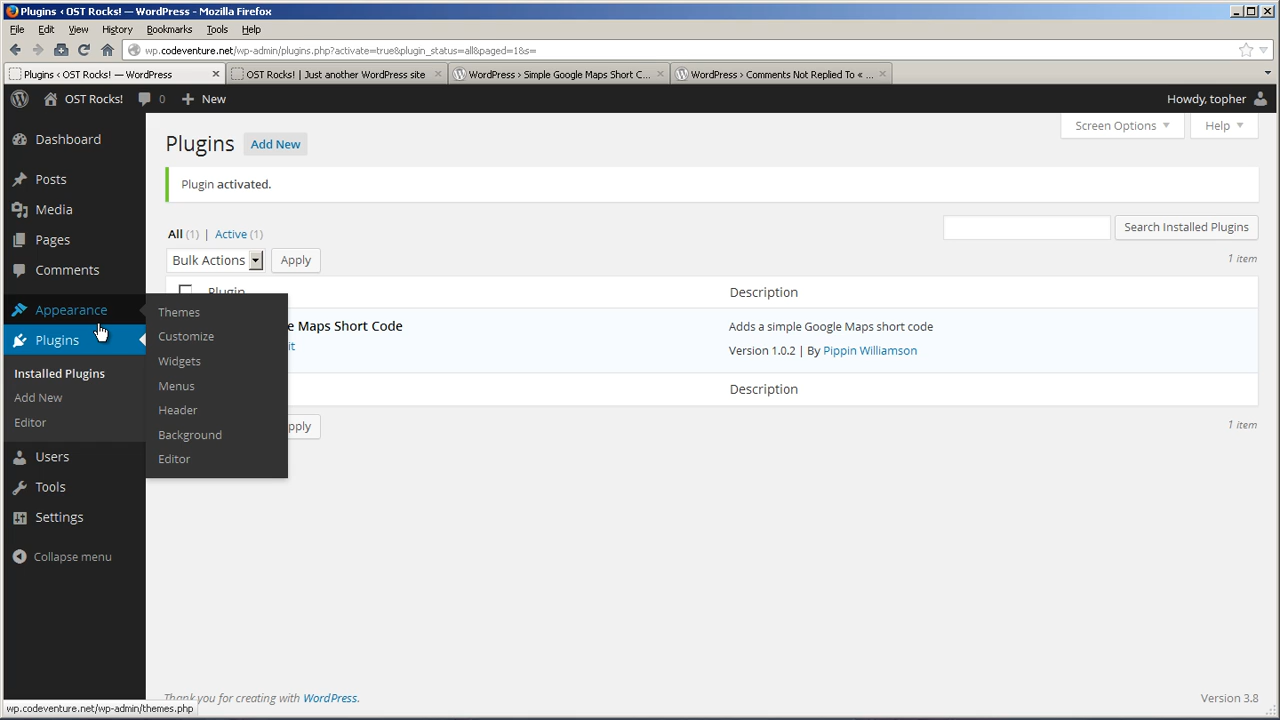 Plugins ‹ OST Rocks! — WordPress - Mozilla Firefox
File Edit View History Bookmarks Tools Help
wp.codeventure.net/wp-admin/plugins.php?activate=true&plugin_status=all&paged=1&s=
Plugins ‹ OST Rocks! — WordPress × OST Rocks! | Just another WordPress site × WordPress › Simple Google Maps Short C... × WordPress › Comments Not Replied To « ... ×
OST Rocks! 0 + New Howdy, topher
Screen Options Help
Dashboard
Posts
Media
Pages
Comments
Appearance
Plugins
Installed Plugins
Add New
Editor
Users
Tools
Settings
Collapse menu
Themes
Customize
Widgets
Menus
Header
Background
Editor
Plugins Add New
Plugin activated.
All (1) | Active (1)
Search Installed Plugins
Bulk Actions Apply
1 item
Plugin Description
e Maps Short Code Adds a simple Google Maps short code
it Version 1.0.2 | By Pippin Williamson
Description
pply 1 item
Thank you for creating with WordPress. Version 3.8
wp.codeventure.net/wp-admin/themes.php